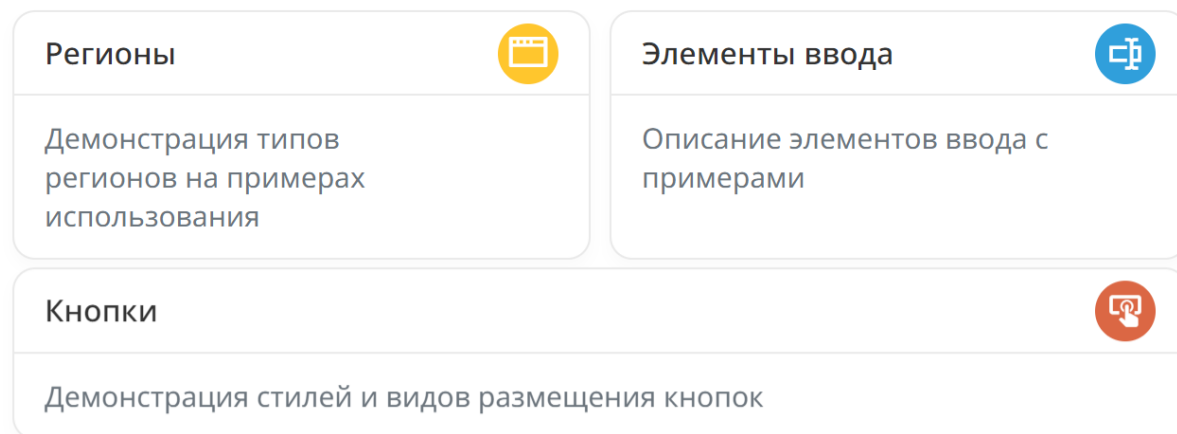 Регионы
Демонстрация типов
регионов на примерах
использования
Элементы ввода
Описание элементов ввода с
примерами
Кнопки
Демонстрация стилей и видов размещения кнопок